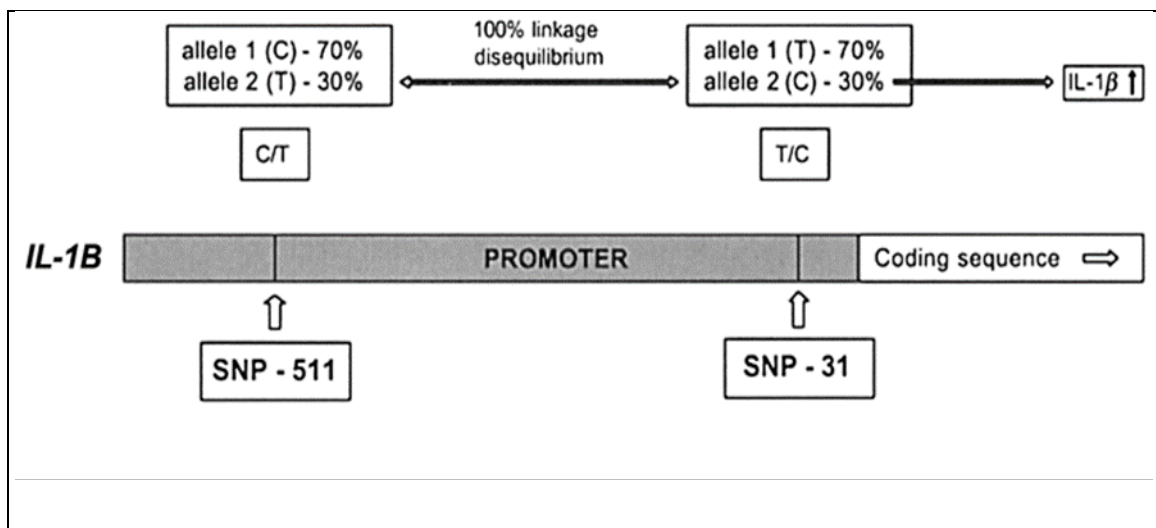 allele 1 (C) - 70%
allele 2 (T) - 30%
100% linkage
disequilibrium
allele 1 (T) - 70%
allele 2 (C) - 30%
IL-1β ↑
C/T
T/C
IL-1B
PROMOTER
Coding sequence ⇨
SNP - 511
SNP - 31